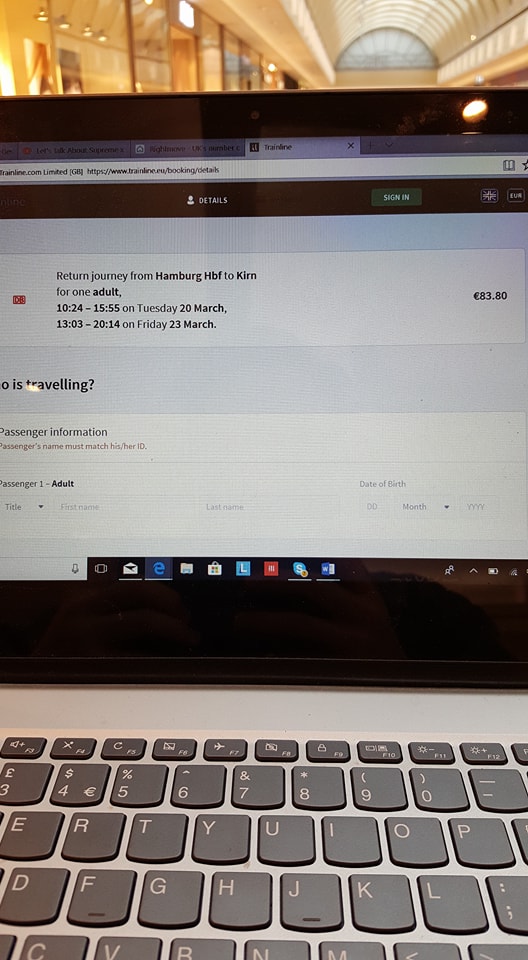 Let's Talk About Supreme
Rightmove - UK's number
Trainline
Trainline.com Limited [GB] https://www.trainline.eu/booking/details
DETAILS
SIGN IN
EUR
DB
Return journey from Hamburg Hbf to Kirn
for one adult,
10:24 – 15:55 on Tuesday 20 March,
13:03 – 20:14 on Friday 23 March.
€83.80
o is travelling?
Passenger information
Passenger's name must match his/her ID.
Passenger 1 – Adult
Date of Birth
Title First name Last name DD Month YYYY
F3 F4 F5 F6 F7 F8 F9 F10 F11 F12
£ $ % ^ & * ( ) _
3 4 € 5 6 7 8 9 0 -
E R T Y U I O P
D F G H J K L : ;
C V B N M <